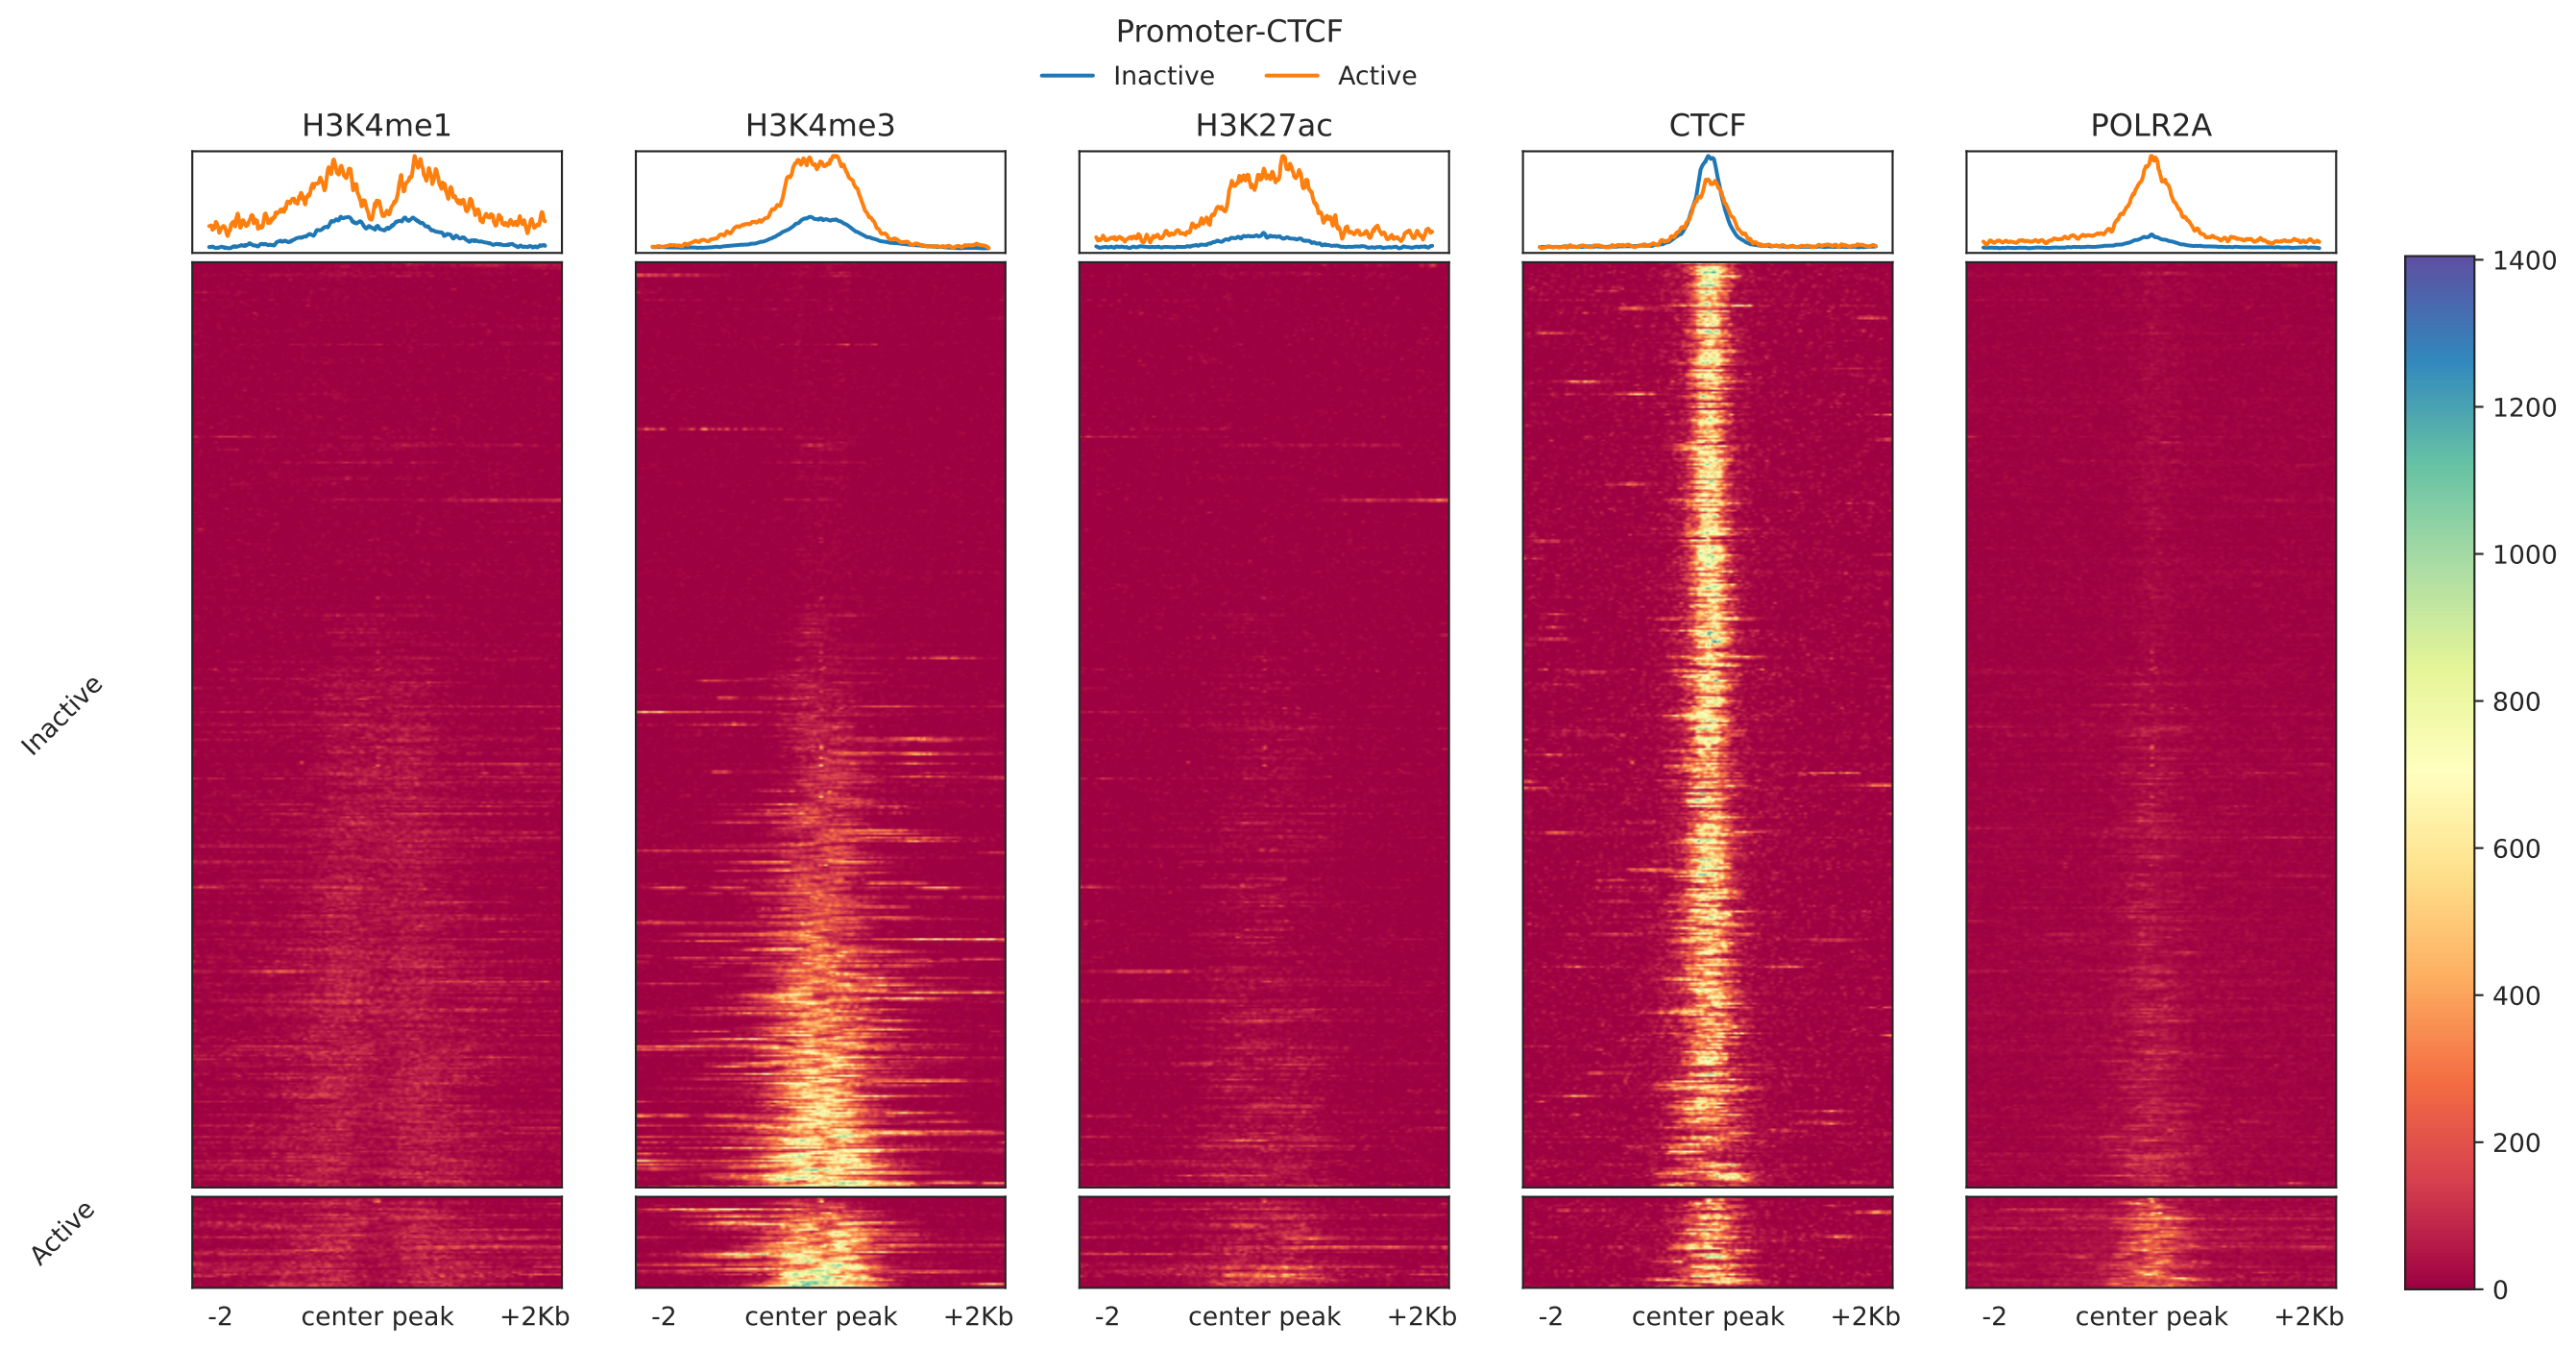 Promoter-CTCF
Inactive Active
H3K4me1 H3K4me3 H3K27ac CTCF POLR2A
1400
1200
1000
800
600
400
200
0
Inactive
Active
-2 center peak +2Kb -2 center peak +2Kb -2 center peak +2Kb -2 center peak +2Kb -2 center peak +2Kb